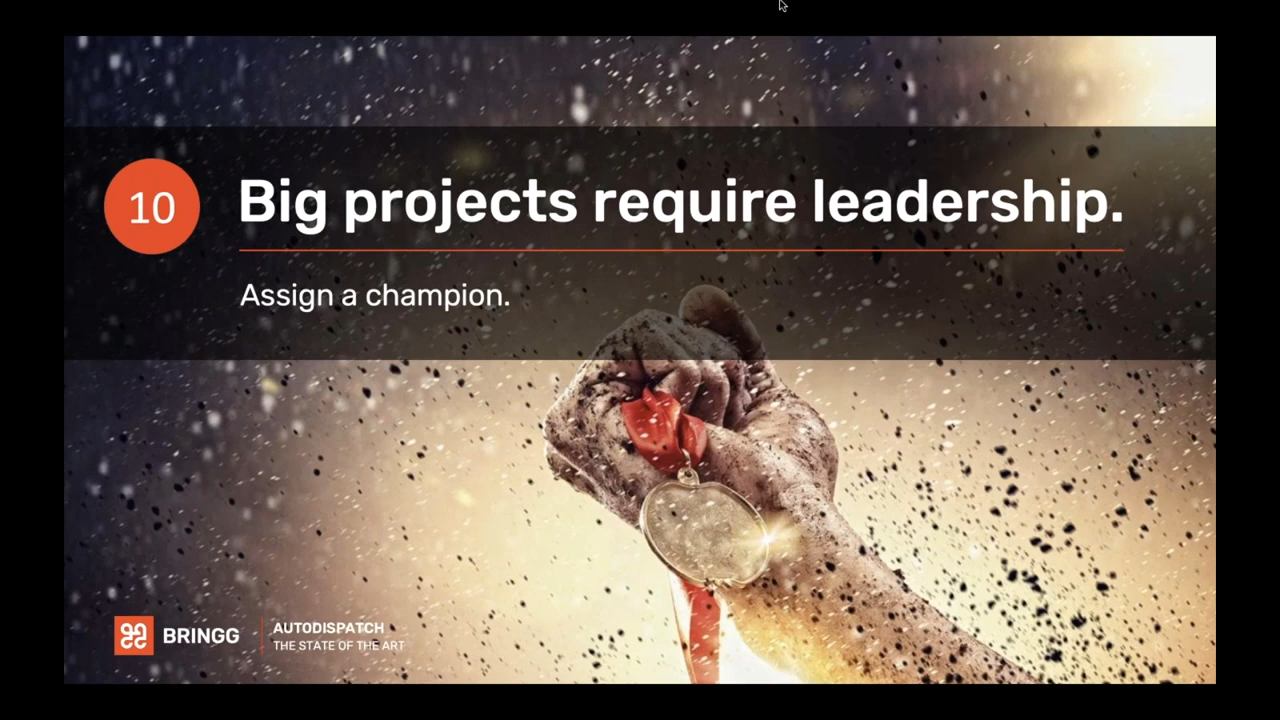 10
Big projects require leadership.
Assign a champion.
BRINGG
AUTODISPATCH
THE STATE OF THE ART